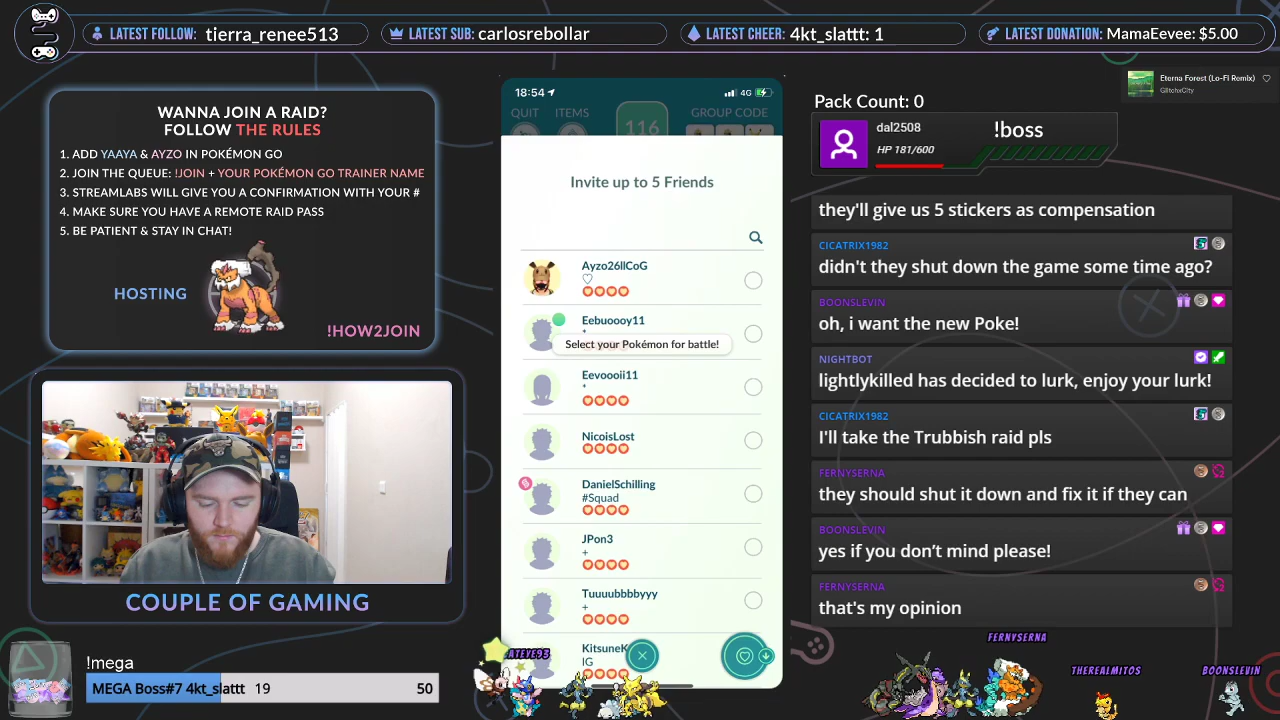 LATEST FOLLOW: tierra_renee513
LATEST SUB: carlosrebollar
LATEST CHEER: 4kt_slattt: 1
LATEST DONATION: MamaEevee: $5.00
WANNA JOIN A RAID?
FOLLOW THE RULES
1. ADD YAAYA & AYZO IN POKÉMON GO
2. JOIN THE QUEUE: !JOIN + YOUR POKÉMON GO TRAINER NAME
3. STREAMLABS WILL GIVE YOU A CONFIRMATION WITH YOUR #
4. MAKE SURE YOU HAVE A REMOTE RAID PASS
5. BE PATIENT & STAY IN CHAT!
HOSTING
!HOW2JOIN
COUPLE OF GAMING
!mega
MEGA Boss#7 4kt_slattt 19 50
18:54
4G
QUIT ITEMS 116 GROUP CODE
Invite up to 5 Friends
Ayzo26llCoG
♡
Eebuoooy11
Select your Pokémon for battle!
Eevoooii11
NicoisLost
DanielSchilling
#Squad
JPon3
+
Tuuuubbbbyyy
+
KitsuneK
IG
ATEVE93
Eterna Forest (Lo-FI Remix)
GlitchxCity
Pack Count: 0
dal2508
HP 181/600
!boss
they'll give us 5 stickers as compensation
CICATRIX1982
didn't they shut down the game some time ago?
BOONSLEVIN
oh, i want the new Poke!
NIGHTBOT
lightlykilled has decided to lurk, enjoy your lurk!
CICATRIX1982
I'll take the Trubbish raid pls
FERNYSERNA
they should shut it down and fix it if they can
BOONSLEVIN
yes if you don't mind please!
FERNYSERNA
that's my opinion
FERNYSERNA
THEREALMITOS
BOONSLEVIN